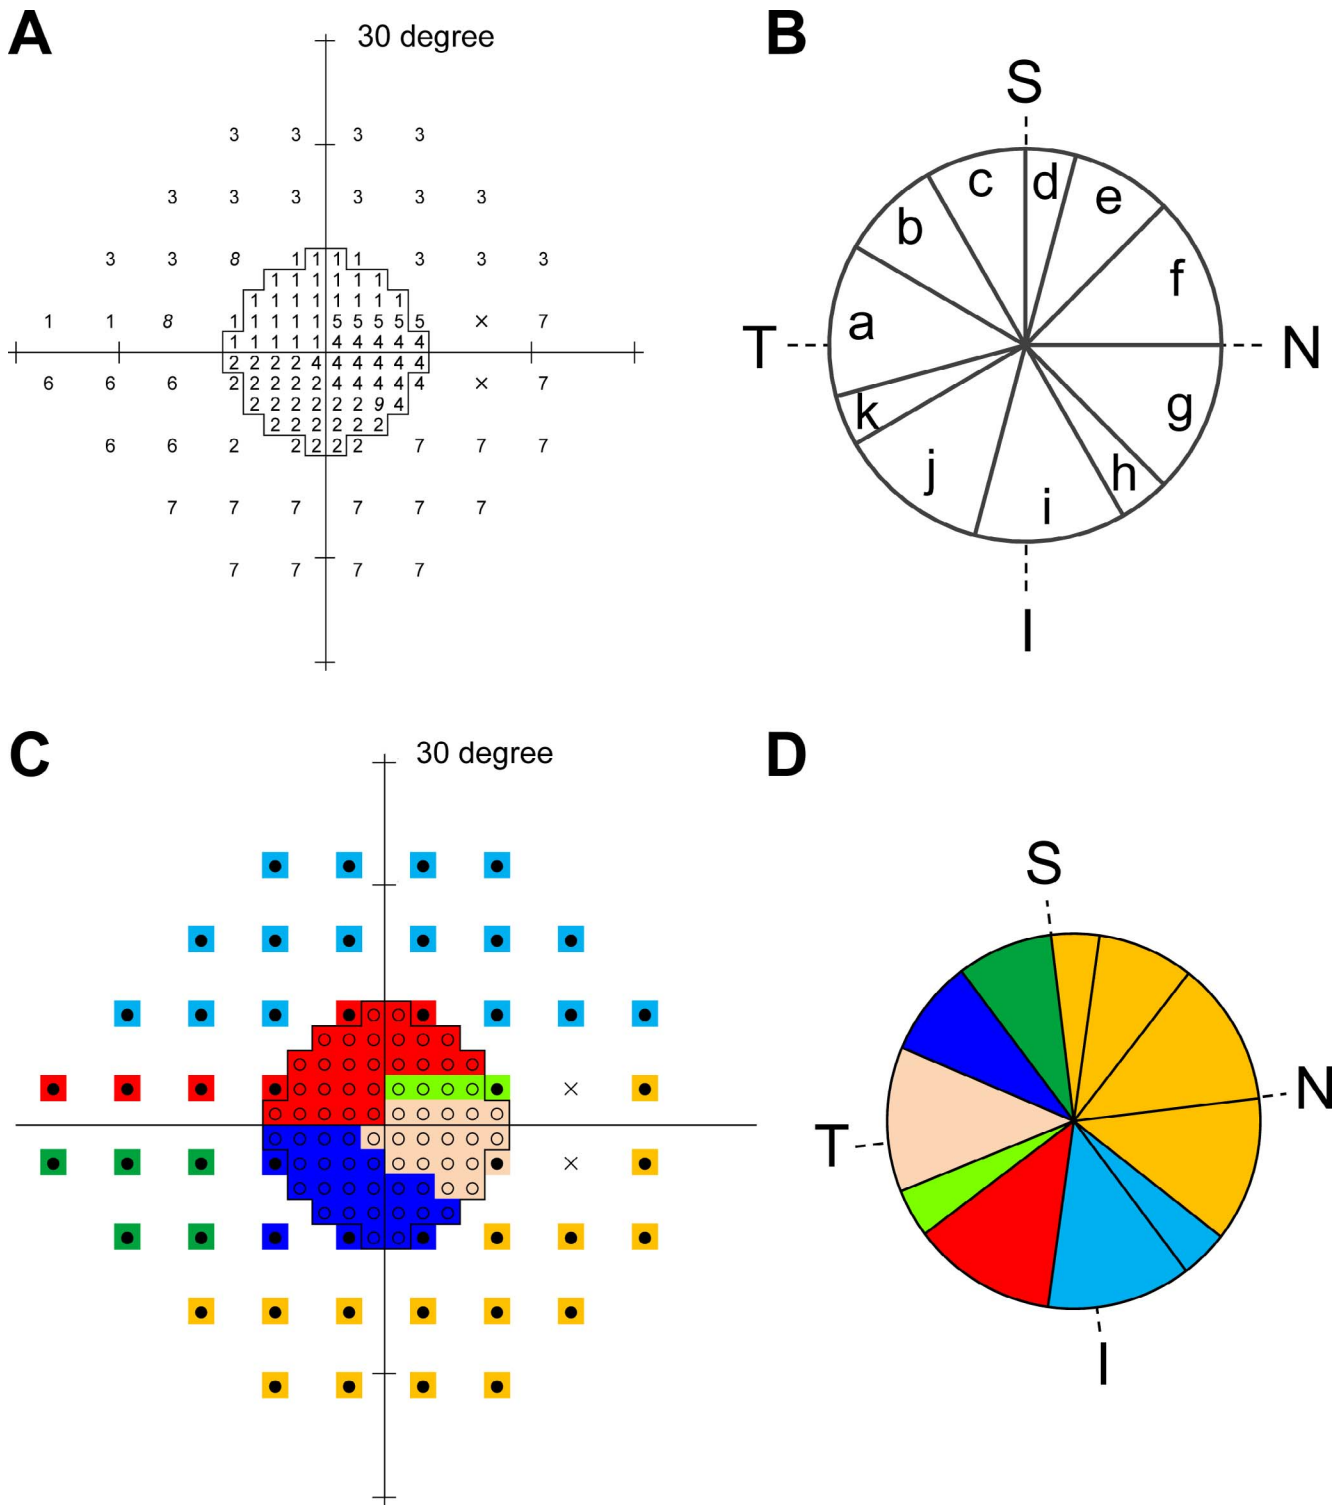 A
30 degree
3 3 3 3
3 3 3 3 3 3
3 3 8 1 1 1 1 3 3 3
1 1 1 1 1 1
1 1 1 1 1 1 1 1
1 1 8 1 1 1 1 1 5 5 5 5 5 × 7
1 1 1 1 1 4 4 4 4 4
2 2 2 2 4 4 4 4 4 4
6 6 6 2 2 2 2 2 4 4 4 4 4 × 7
2 2 2 2 2 2 9 4
2 2 2 2 2 2
6 6 2 2 2 2 2 7 7 7
7 7 7 7 7 7
7 7 7 7
B
S
c d e
b
f
a
T N
k
g
j h
i
I
C
30 degree
×
×
D
S
N
T
I